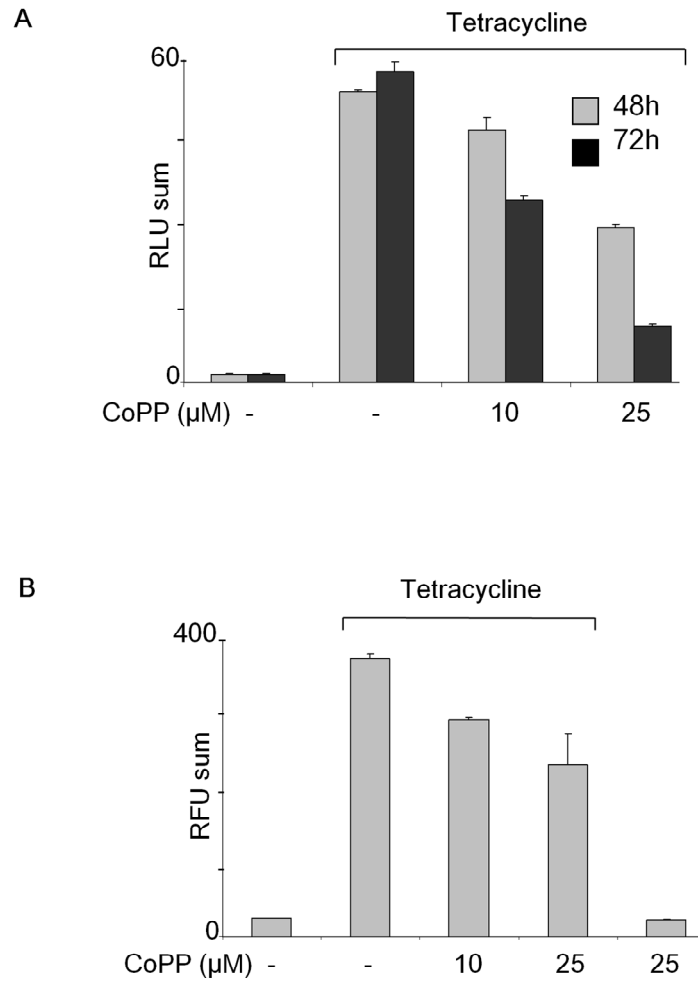 A
Tetracycline
60
48h
72h
RLU sum
0
CoPP (µM) - - 10 25
B
Tetracycline
400
RFU sum
0
CoPP (µM) - - 10 25 25